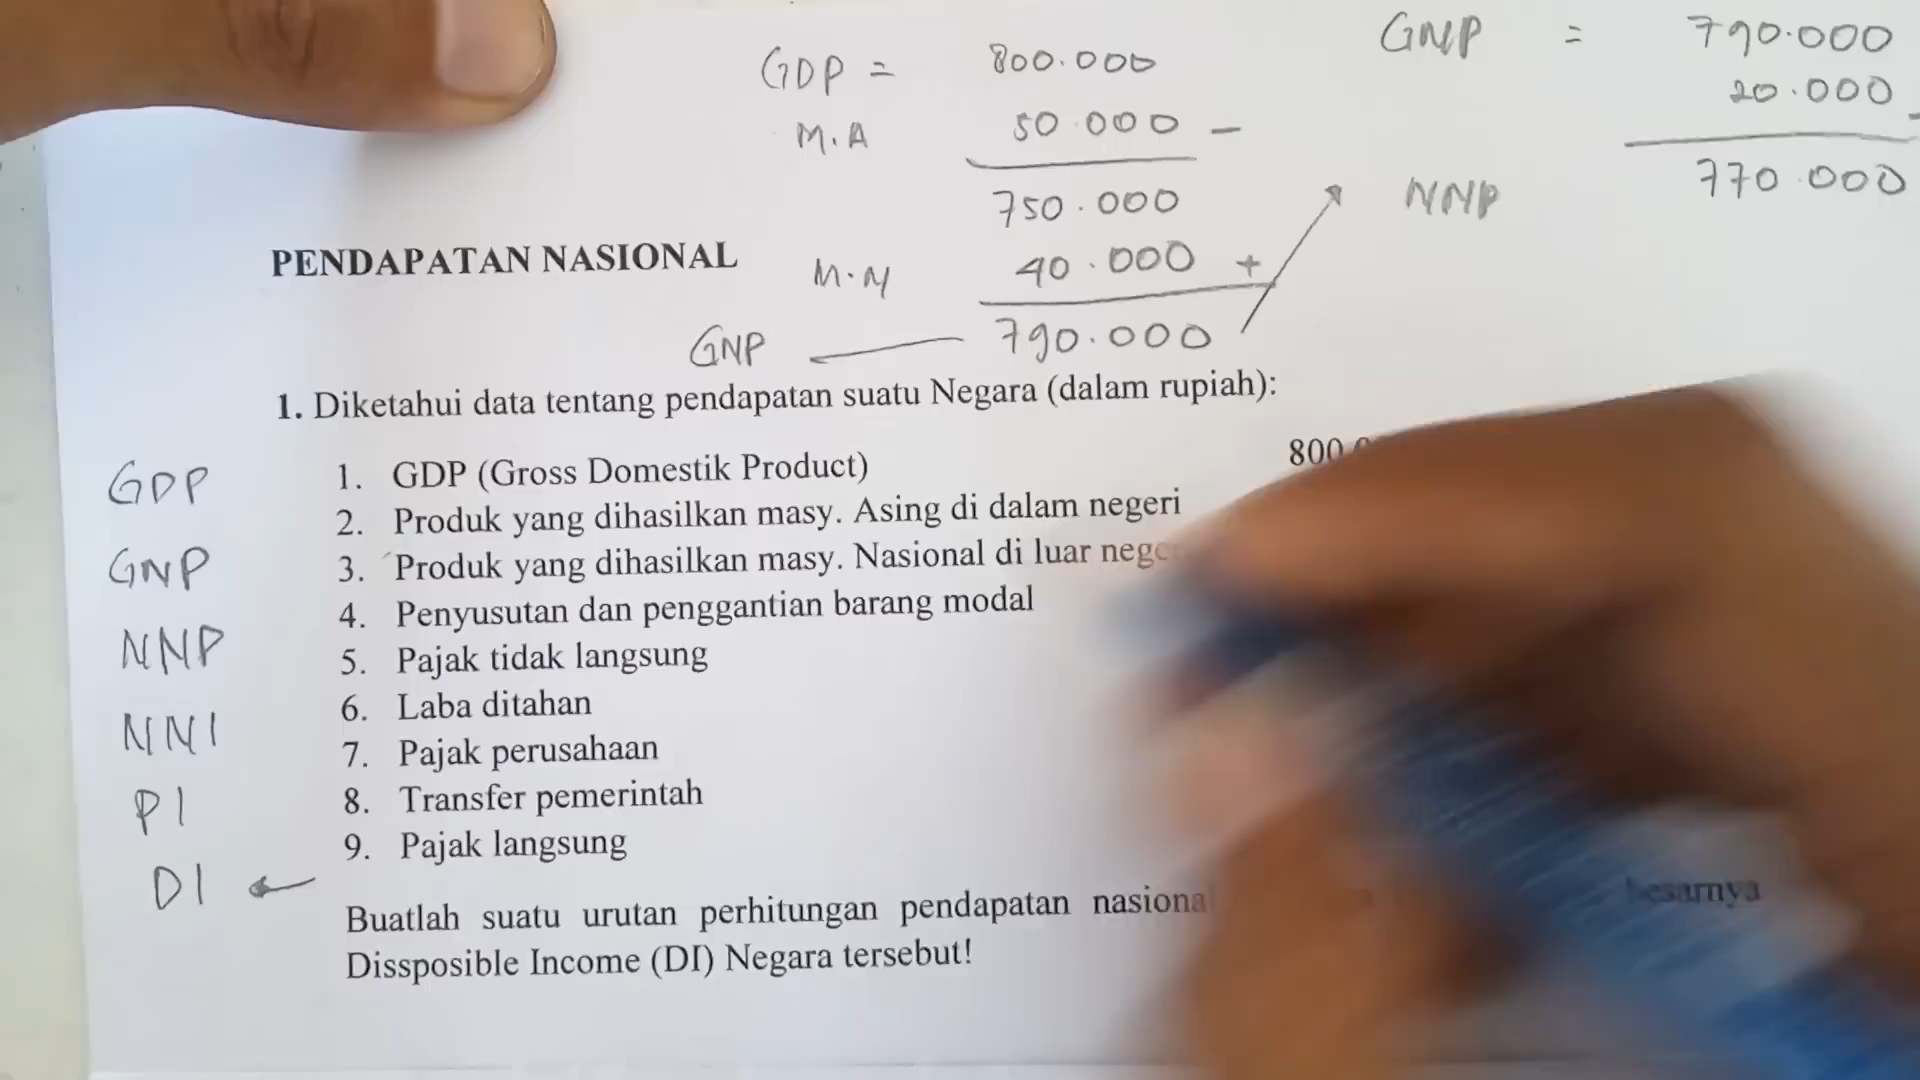 GDP = 800.000
M.A 50.000 -
750.000
M.N 40.000 +
GNP 790.000
GNP = 790.000
20.000 -
NNP 770.000
PENDAPATAN NASIONAL
1. Diketahui data tentang pendapatan suatu Negara (dalam rupiah):
1. GDP (Gross Domestik Product) 800
2. Produk yang dihasilkan masy. Asing di dalam negeri
3. Produk yang dihasilkan masy. Nasional di luar
4. Penyusutan dan penggantian barang modal
5. Pajak tidak langsung
6. Laba ditahan
7. Pajak perusahaan
8. Transfer pemerintah
9. Pajak langsung
GDP
GNP
NNP
NNI
PI
DI
Buatlah suatu urutan perhitungan pendapatan nasional besarnya
Dissposible Income (DI) Negara tersebut!